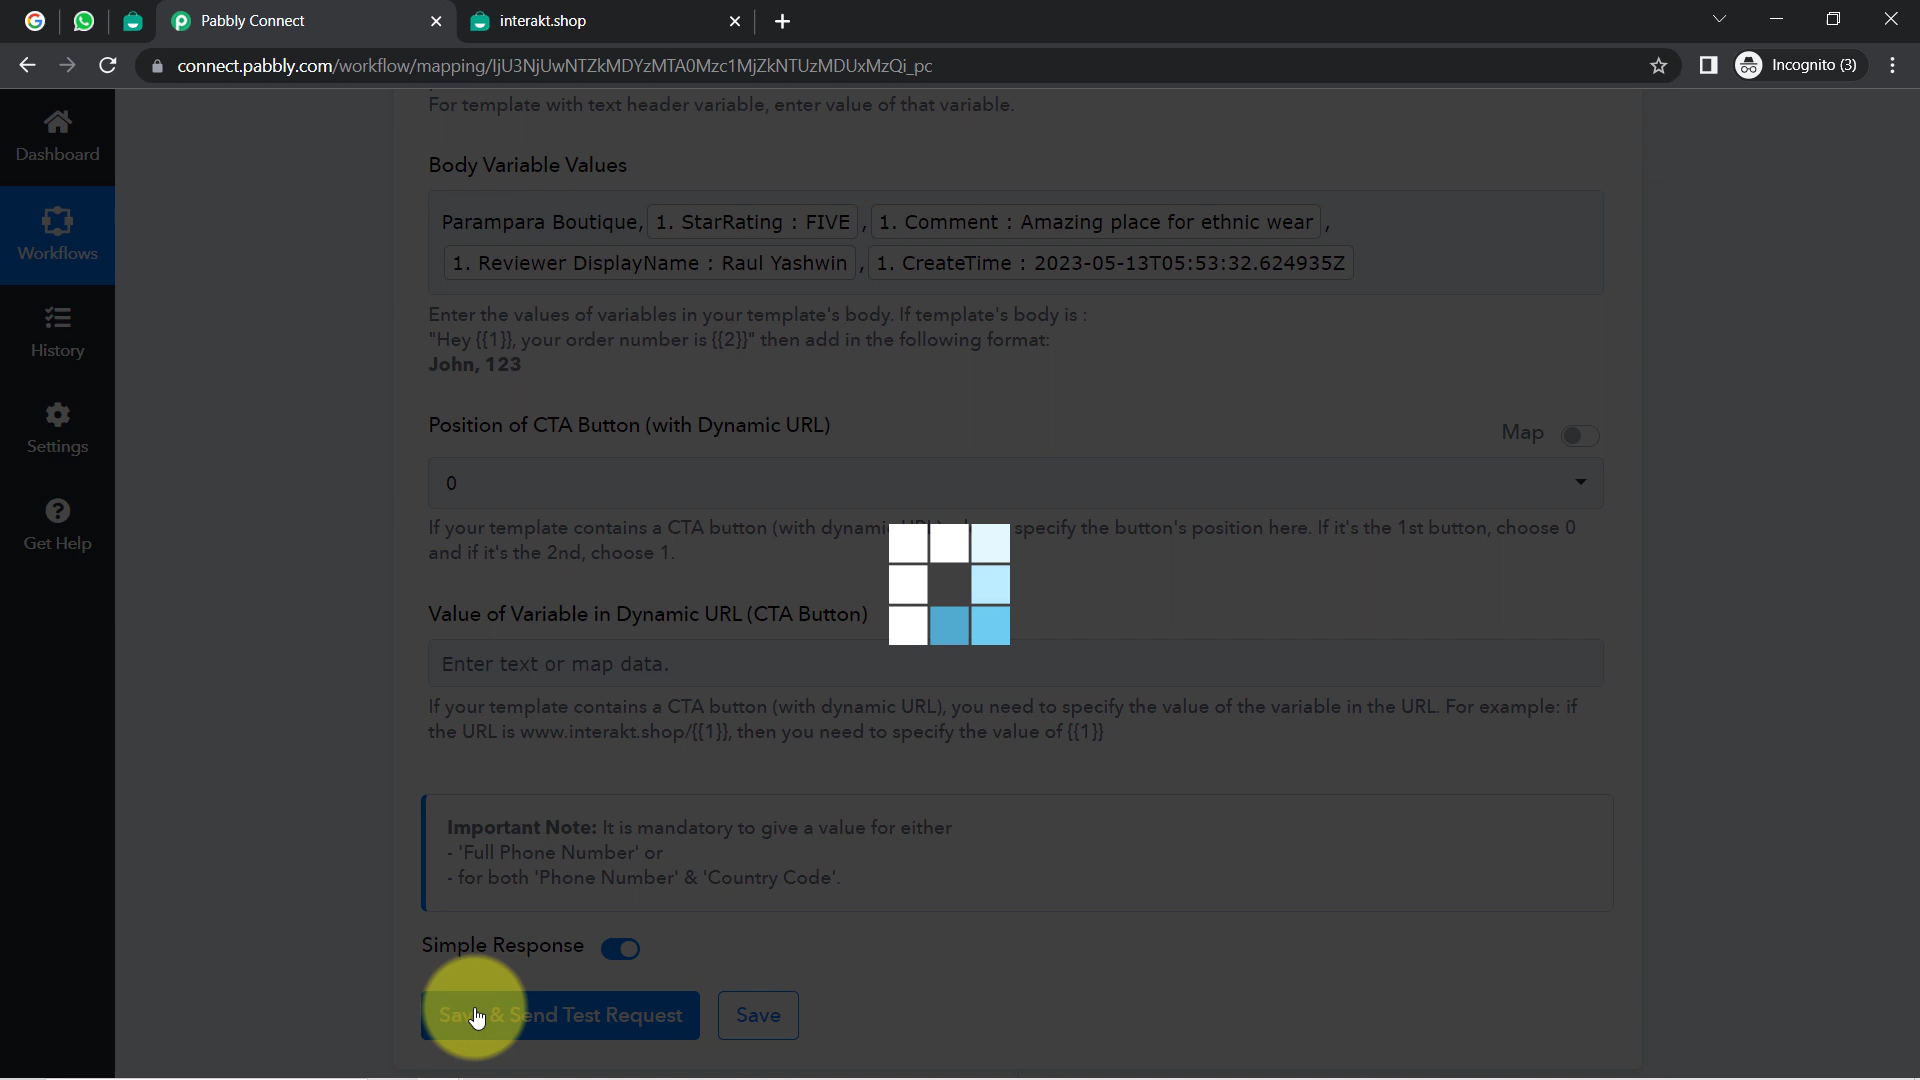 Pabbly Connect
interakt.shop
connect.pabbly.com/workflow/mapping/IjU3NjUwNTZkMDYzMTA0Mzc1MjZkNTUzMDUxMzQi_pc
Incognito (3)
Dashboard
Workflows
History
Settings
Get Help
For template with text header variable, enter value of that variable.
Body Variable Values
Parampara Boutique, 1. StarRating : FIVE , 1. Comment : Amazing place for ethnic wear ,
1. Reviewer DisplayName : Raul Yashwin , 1. CreateTime : 2023-05-13T05:53:32.624935Z
Enter the values of variables in your template's body. If template's body is :
"Hey {{1}}, your order number is {{2}}" then add in the following format:
John, 123
Position of CTA Button (with Dynamic URL)
Map
0
If your template contains a CTA button (with dynamic specify the button's position here. If it's the 1st button, choose 0
and if it's the 2nd, choose 1.
Value of Variable in Dynamic URL (CTA Button)
Enter text or map data.
If your template contains a CTA button (with dynamic URL), you need to specify the value of the variable in the URL. For example: if
the URL is www.interakt.shop/{{1}}, then you need to specify the value of {{1}}
Important Note: It is mandatory to give a value for either
- 'Full Phone Number' or
- for both 'Phone Number' & 'Country Code'.
Simple Response
Save & Send Test Request
Save